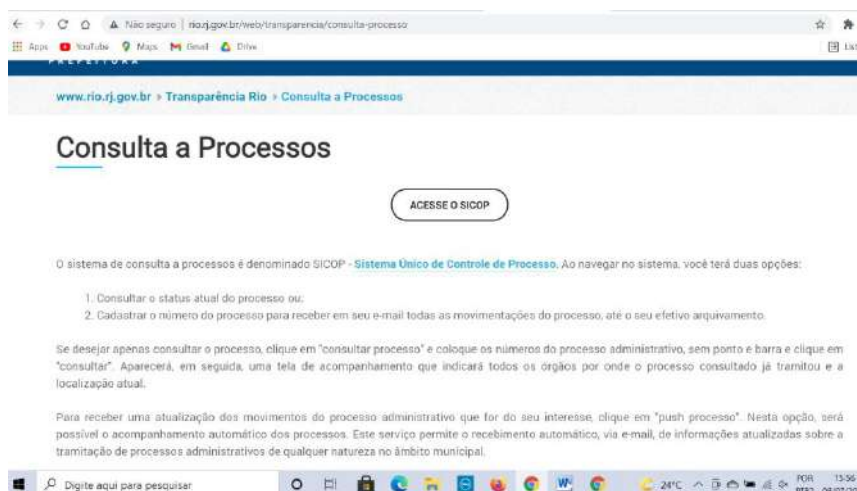 Não seguro | rio.rj.gov.br/web/transparencia/consulta-processo
Apps YouTube Maps Gmail Drive
PREFEITURA
www.rio.rj.gov.br » Transparência Rio » Consulta a Processos
Consulta a Processos
ACESSE O SICOP
O sistema de consulta a processos é denominado SICOP - Sistema Único de Controle de Processo. Ao navegar no sistema, você terá duas opções:
1. Consultar o status atual do processo ou;
2. Cadastrar o número do processo para receber em seu e-mail todas as movimentações do processo, até o seu efetivo arquivamento.
Se desejar apenas consultar o processo, clique em "consultar processo" e coloque os números do processo administrativo, sem ponto e barra e clique em
"consultar". Aparecerá, em seguida, uma tela de acompanhamento que indicará todos os órgãos por onde o processo consultado já tramitou e a
localização atual.
Para receber uma atualização dos movimentos do processo administrativo que for do seu interesse, clique em "push processo". Nesta opção, será
possível o acompanhamento automático dos processos. Este serviço permite o recebimento automático, via e-mail, de informações atualizadas sobre a
tramitação de processos administrativos de qualquer natureza no âmbito municipal.
Digite aqui para pesquisar 24°C POR 15:56